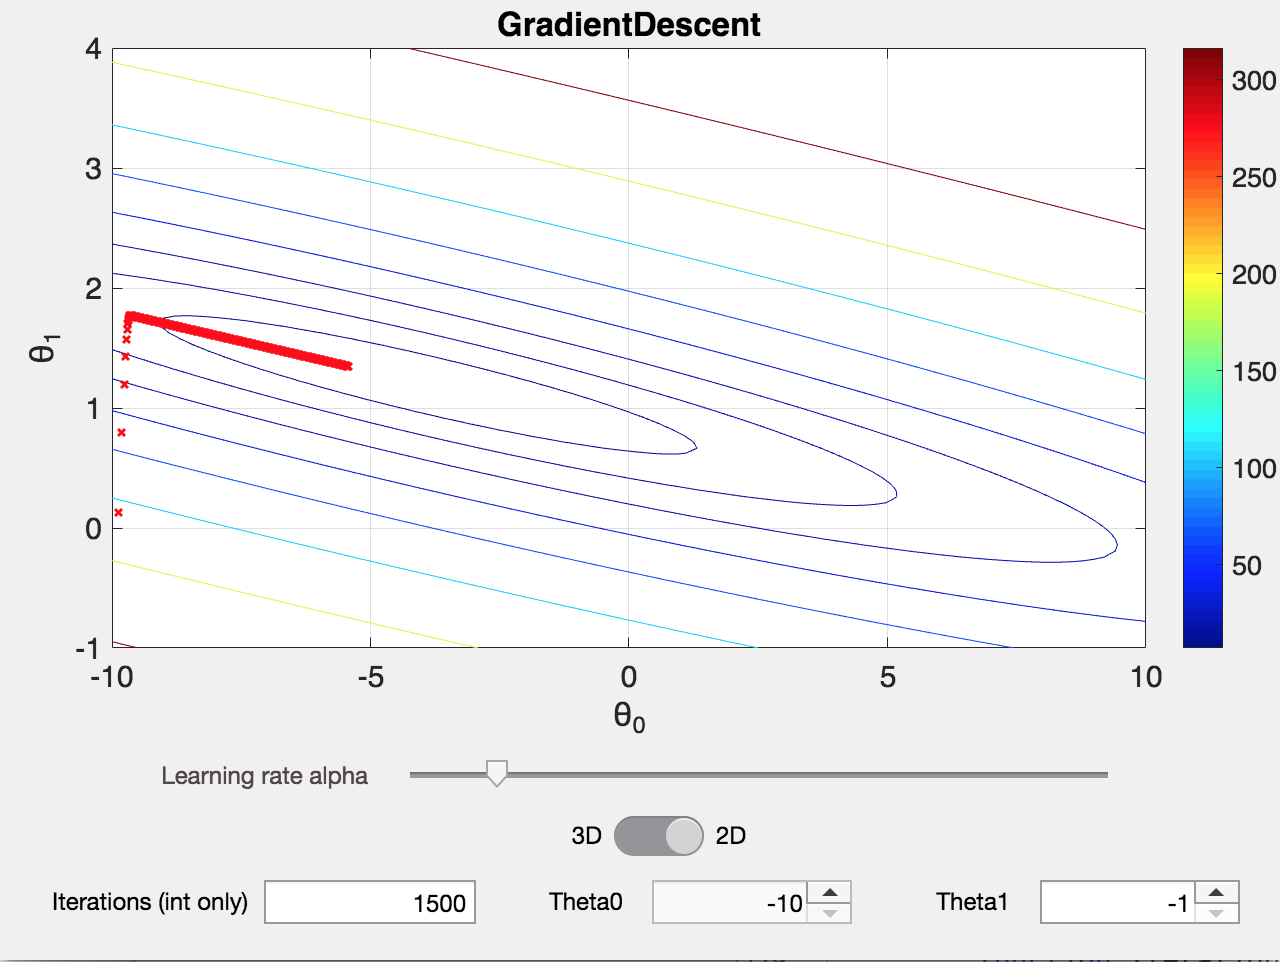 GradientDescent
4
3
2
1
0
-1
θ1
-10
-5
0
5
10
θ0
300
250
200
150
100
50
Learning rate alpha
3D 2D
Iterations (int only) 1500 Theta0 -10 Theta1 -1